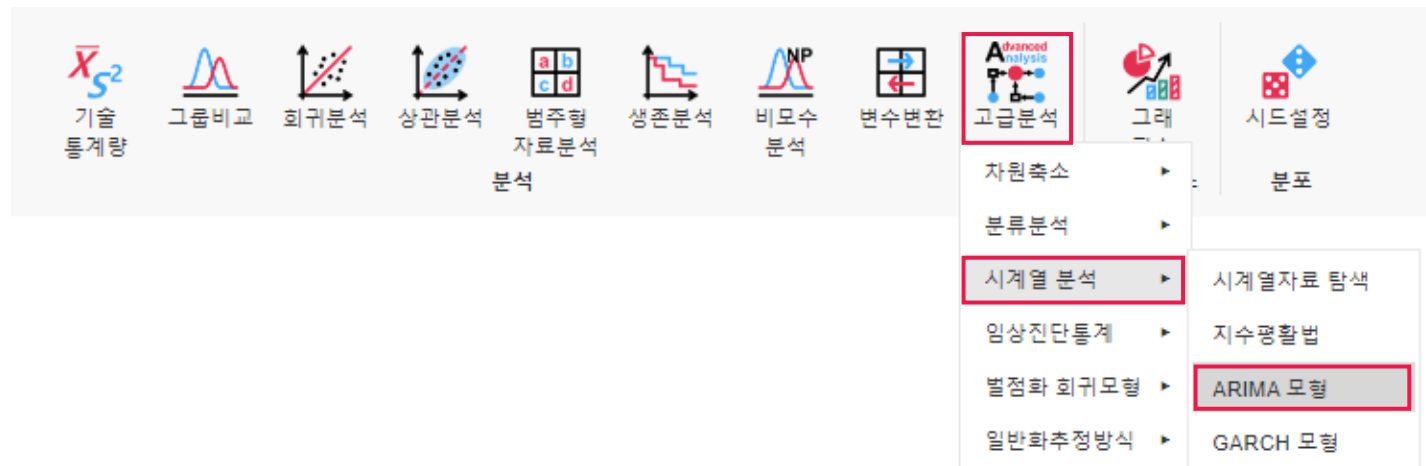 X̅ S²
기술
통계량
그룹비교
회귀분석
상관분석
a b
c d
범주형
자료분석
생존분석
NP
비모수
분석
변수변환
Advanced
Analysis
고급분석
그래
시드설정
분석
분포
차원축소
분류분석
시계열 분석
임상진단통계
벌점화 회귀모형
일반화추정방식
시계열자료 탐색
지수평활법
ARIMA 모형
GARCH 모형